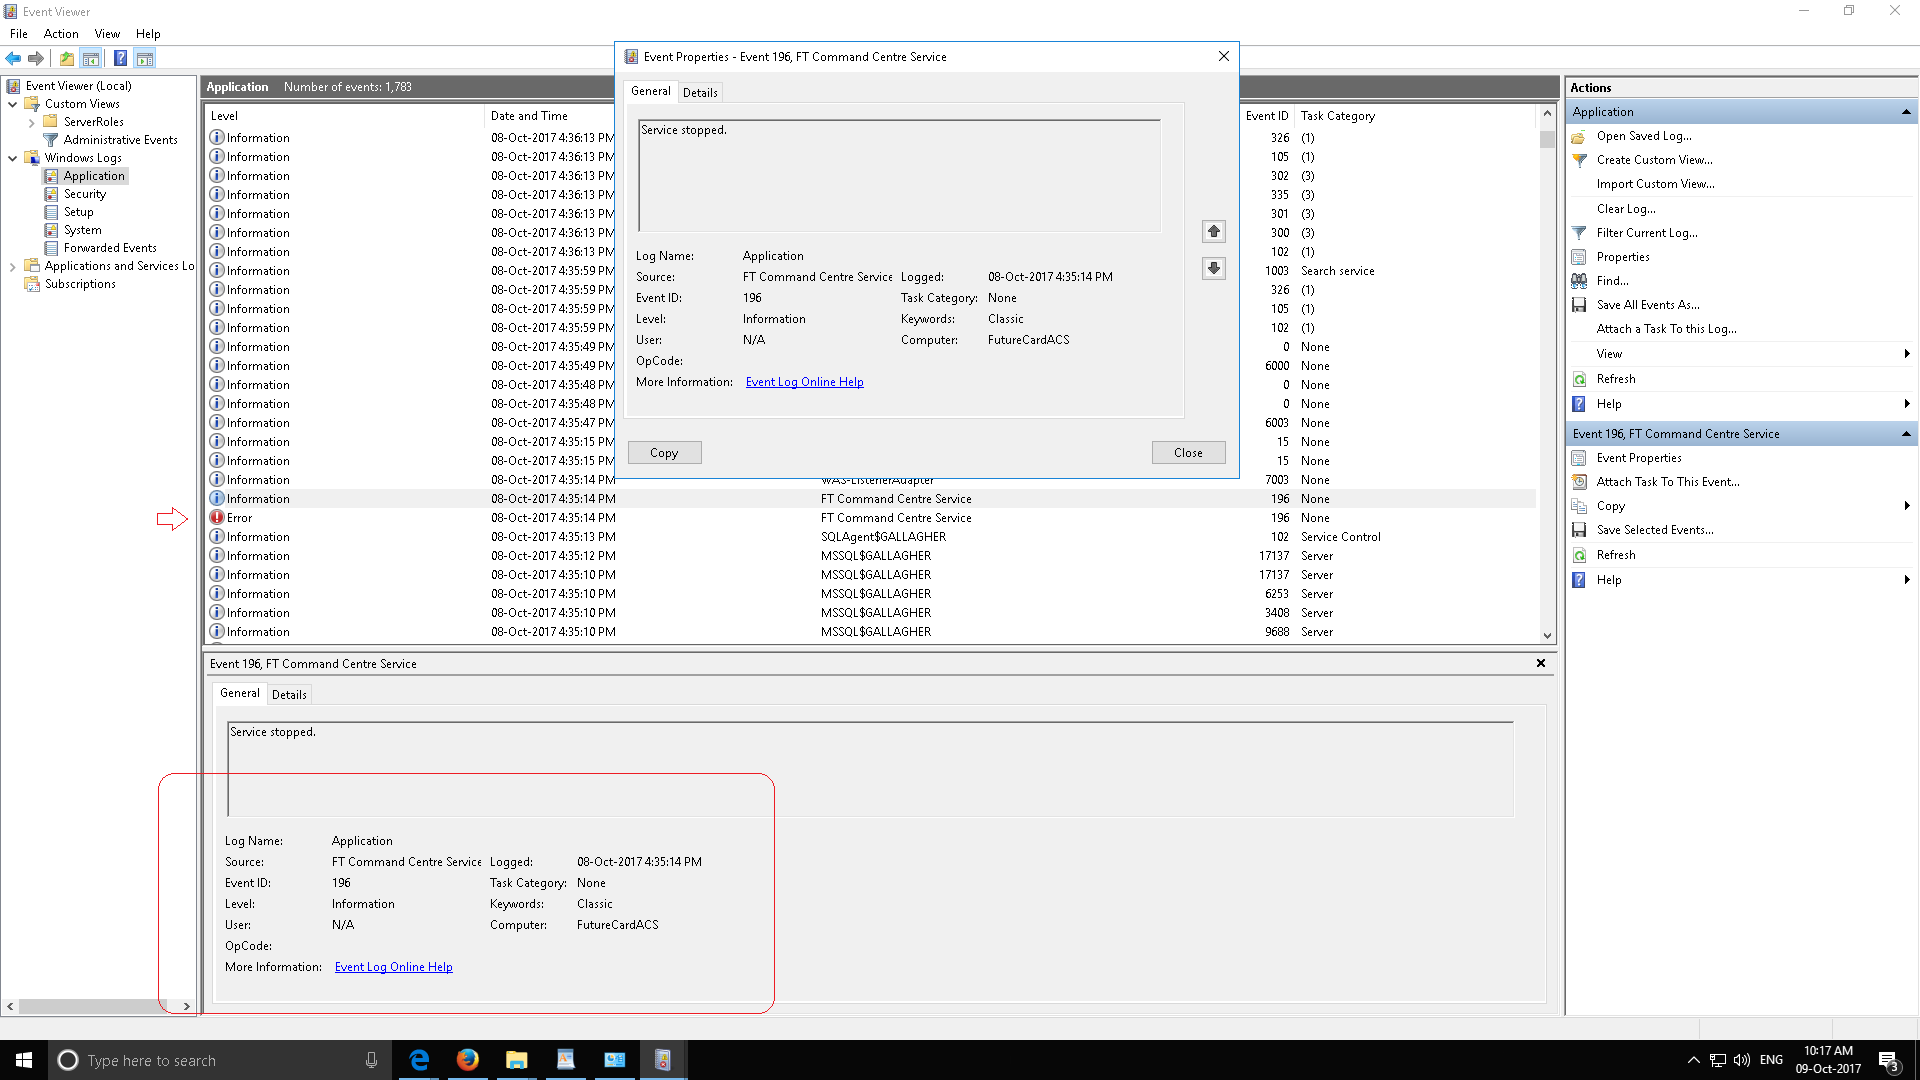 Event Viewer
File Action View Help
Event Viewer (Local)
Custom Views
ServerRoles
Administrative Events
Windows Logs
Application
Security
Setup
System
Forwarded Events
Applications and Services Lo
Subscriptions
Application Number of events: 1,783
Level Date and Time Event ID Task Category
Information 08-Oct-2017 4:36:13 PM 326 (1)
Information 08-Oct-2017 4:36:13 PM 105 (1)
Information 08-Oct-2017 4:36:13 PM 302 (3)
Information 08-Oct-2017 4:36:13 PM 335 (3)
Information 08-Oct-2017 4:36:13 PM 301 (3)
Information 08-Oct-2017 4:36:13 PM 300 (3)
Information 08-Oct-2017 4:36:13 PM 102 (1)
Information 08-Oct-2017 4:35:59 PM 1003 Search service
Information 08-Oct-2017 4:35:59 PM 326 (1)
Information 08-Oct-2017 4:35:59 PM 105 (1)
Information 08-Oct-2017 4:35:59 PM 102 (1)
Information 08-Oct-2017 4:35:49 PM 0 None
Information 08-Oct-2017 4:35:49 PM 6000 None
Information 08-Oct-2017 4:35:48 PM 0 None
Information 08-Oct-2017 4:35:48 PM 0 None
Information 08-Oct-2017 4:35:47 PM 6003 None
Information 08-Oct-2017 4:35:15 PM 15 None
Information 08-Oct-2017 4:35:15 PM 15 None
Information 08-Oct-2017 4:35:14 PM WAS-ListenerAdapter 7003 None
Information 08-Oct-2017 4:35:14 PM FT Command Centre Service 196 None
Error 08-Oct-2017 4:35:14 PM FT Command Centre Service 196 None
Information 08-Oct-2017 4:35:13 PM SQLAgent$GALLAGHER 102 Service Control
Information 08-Oct-2017 4:35:12 PM MSSQL$GALLAGHER 17137 Server
Information 08-Oct-2017 4:35:10 PM MSSQL$GALLAGHER 17137 Server
Information 08-Oct-2017 4:35:10 PM MSSQL$GALLAGHER 6253 Server
Information 08-Oct-2017 4:35:10 PM MSSQL$GALLAGHER 3408 Server
Information 08-Oct-2017 4:35:10 PM MSSQL$GALLAGHER 9688 Server
Event Properties - Event 196, FT Command Centre Service
General Details
Service stopped.
Log Name: Application
Source: FT Command Centre Service Logged: 08-Oct-2017 4:35:14 PM
Event ID: 196 Task Category: None
Level: Information Keywords: Classic
User: N/A Computer: FutureCardACS
OpCode:
More Information: Event Log Online Help
Copy Close
Event 196, FT Command Centre Service
General Details
Service stopped.
Log Name: Application
Source: FT Command Centre Service Logged: 08-Oct-2017 4:35:14 PM
Event ID: 196 Task Category: None
Level: Information Keywords: Classic
User: N/A Computer: FutureCardACS
OpCode:
More Information: Event Log Online Help
Actions
Application
Open Saved Log...
Create Custom View...
Import Custom View...
Clear Log...
Filter Current Log...
Properties
Find...
Save All Events As...
Attach a Task To this Log...
View
Refresh
Help
Event 196, FT Command Centre Service
Event Properties
Attach Task To This Event...
Copy
Save Selected Events...
Refresh
Help
Type here to search
ENG
10:17 AM
09-Oct-2017
3